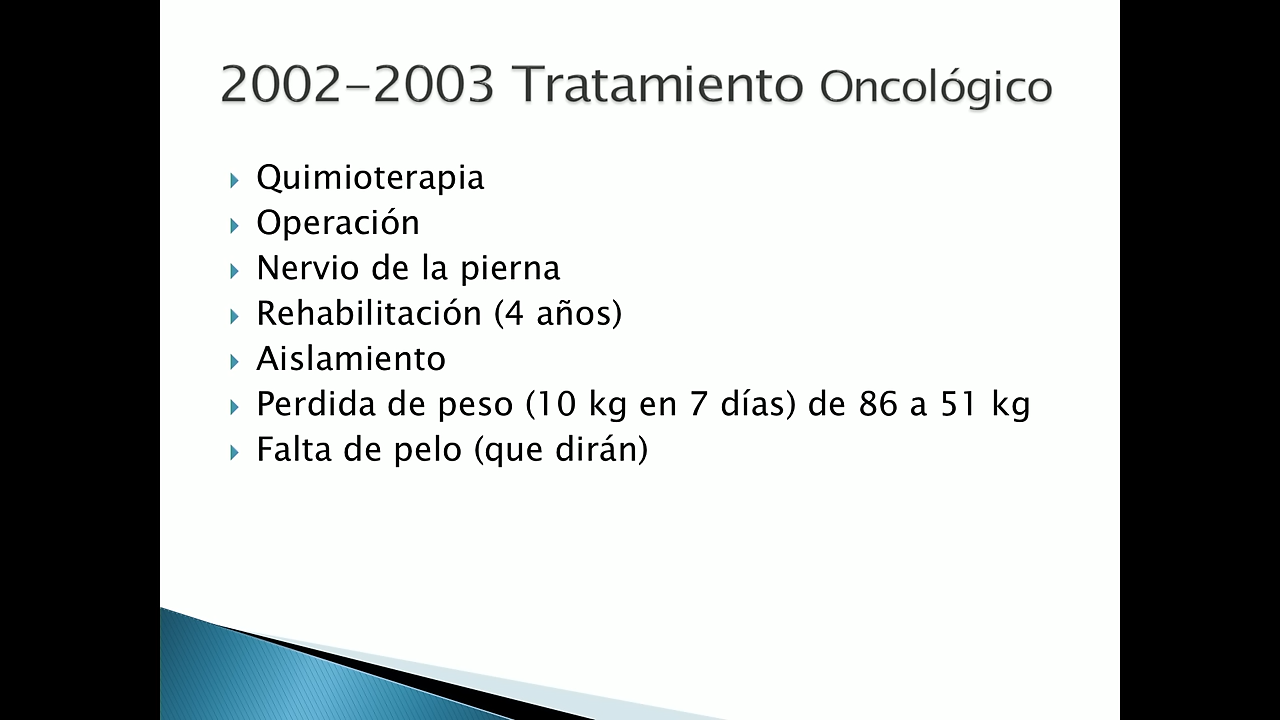 2002-2003 Tratamiento Oncológico
Quimioterapia
Operación
Nervio de la pierna
Rehabilitación (4 años)
Aislamiento
Perdida de peso (10 kg en 7 días) de 86 a 51 kg
Falta de pelo (que dirán)